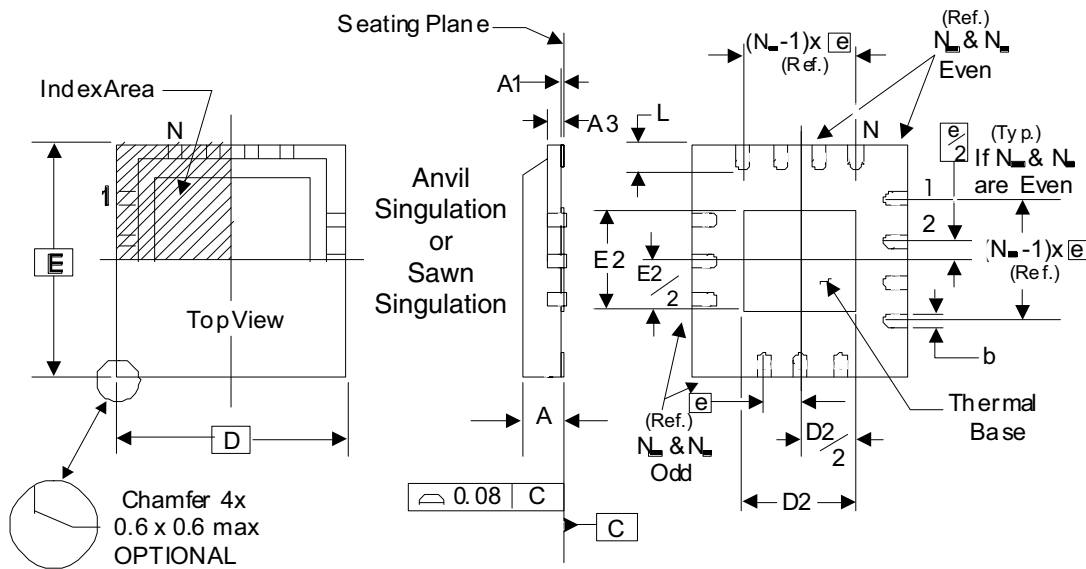 Seating Plane
Index Area
N
1
E
Top View
D
Chamfer 4x
0.6 x 0.6 max
OPTIONAL
A1
A3
L
Anvil
Singulation
or
Sawn
Singulation
A
0.08 C
C
(N -1)x e
(Ref.)
(Ref.)
N & N
Even
N
e/2
(Typ.)
If N & N
are Even
1
2
(N -1)x e
(Ref.)
E2
E2/2
b
e
(Ref.)
N & N
Odd
D2/2
D2
Thermal
Base